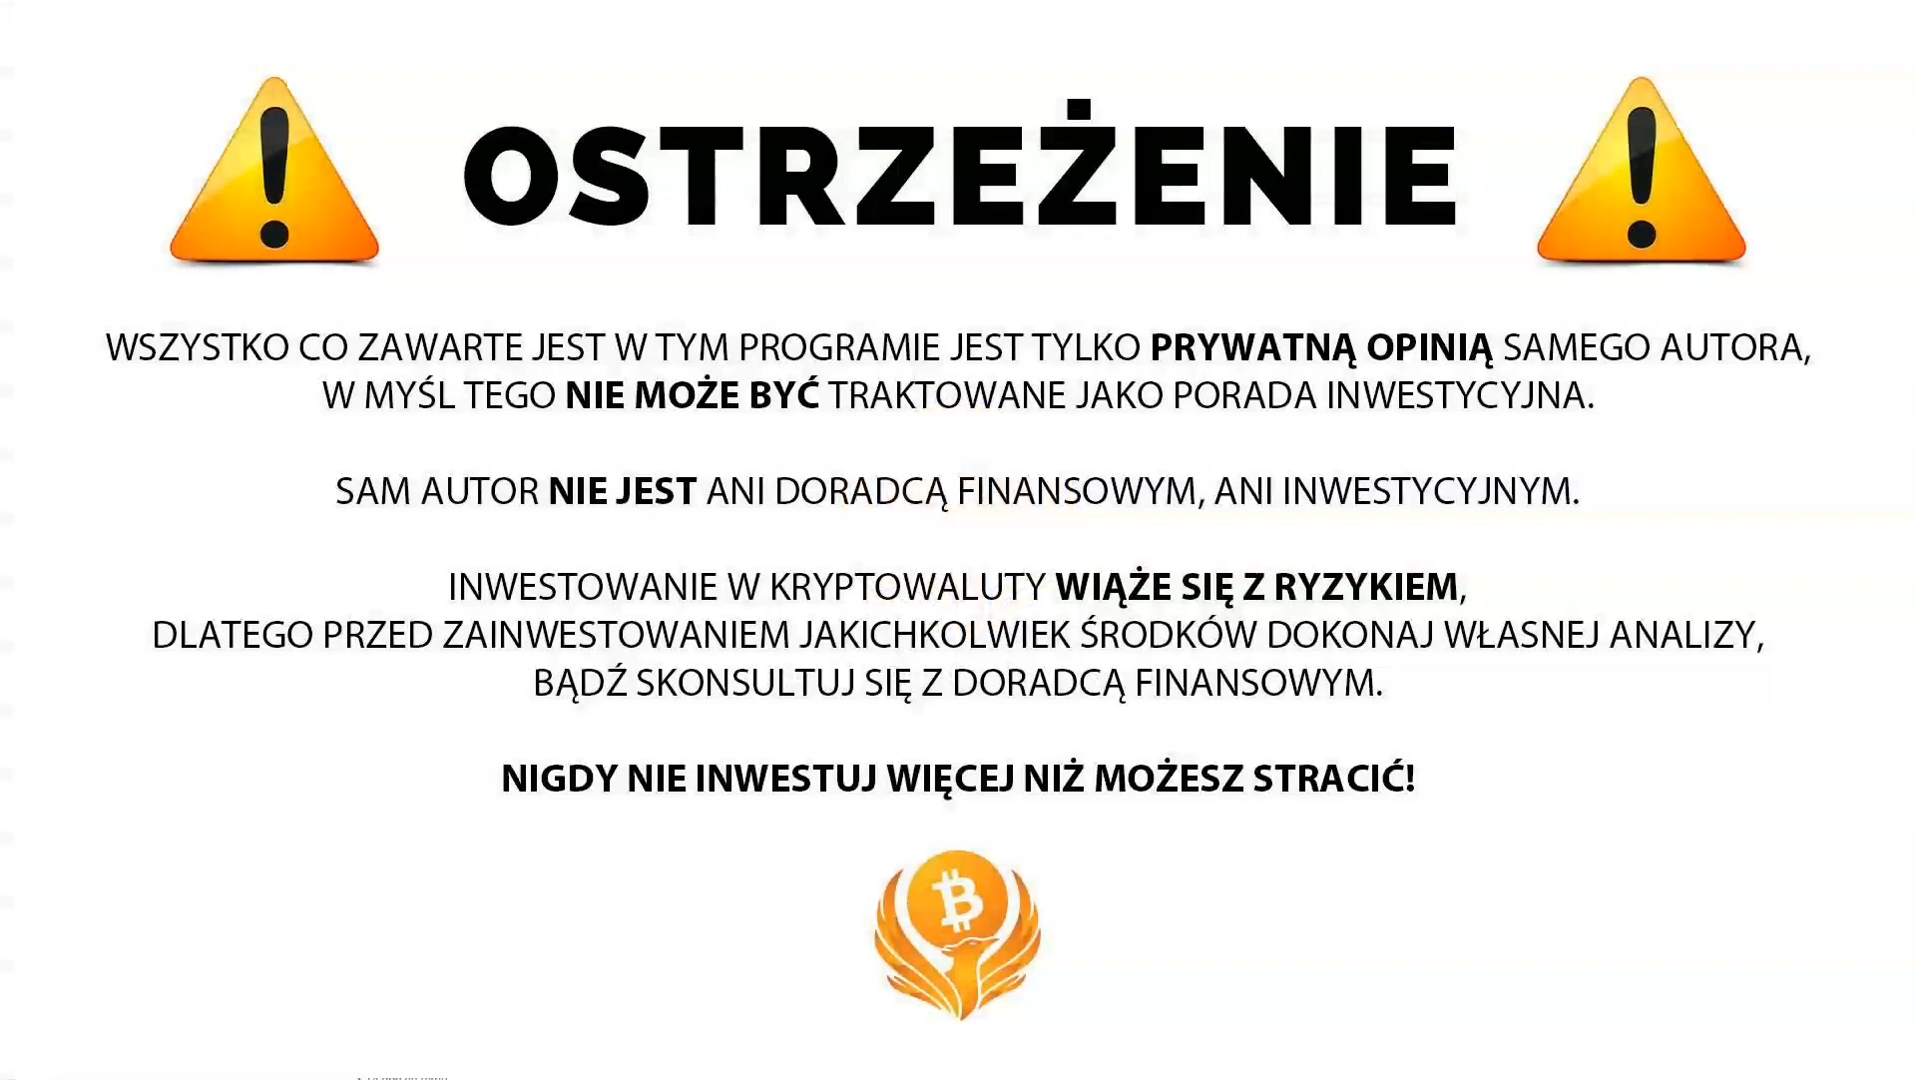 OSTRZEŻENIE
WSZYSTKO CO ZAWARTE JEST W TYM PROGRAMIE JEST TYLKO PRYWATNĄ OPINIĄ SAMEGO AUTORA,
W MYŚL TEGO NIE MOŻE BYĆ TRAKTOWANE JAKO PORADA INWESTYCYJNA.
SAM AUTOR NIE JEST ANI DORADCĄ FINANSOWYM, ANI INWESTYCYJNYM.
INWESTOWANIE W KRYPTOWALUTY WIĄŻE SIĘ Z RYZYKIEM,
DLATEGO PRZED ZAINWESTOWANIEM JAKICHKOLWIEK ŚRODKÓW DOKONAJ WŁASNEJ ANALIZY,
BĄDŹ SKONSULTUJ SIĘ Z DORADCĄ FINANSOWYM.
NIGDY NIE INWESTUJ WIĘCEJ NIŻ MOŻESZ STRACIĆ!